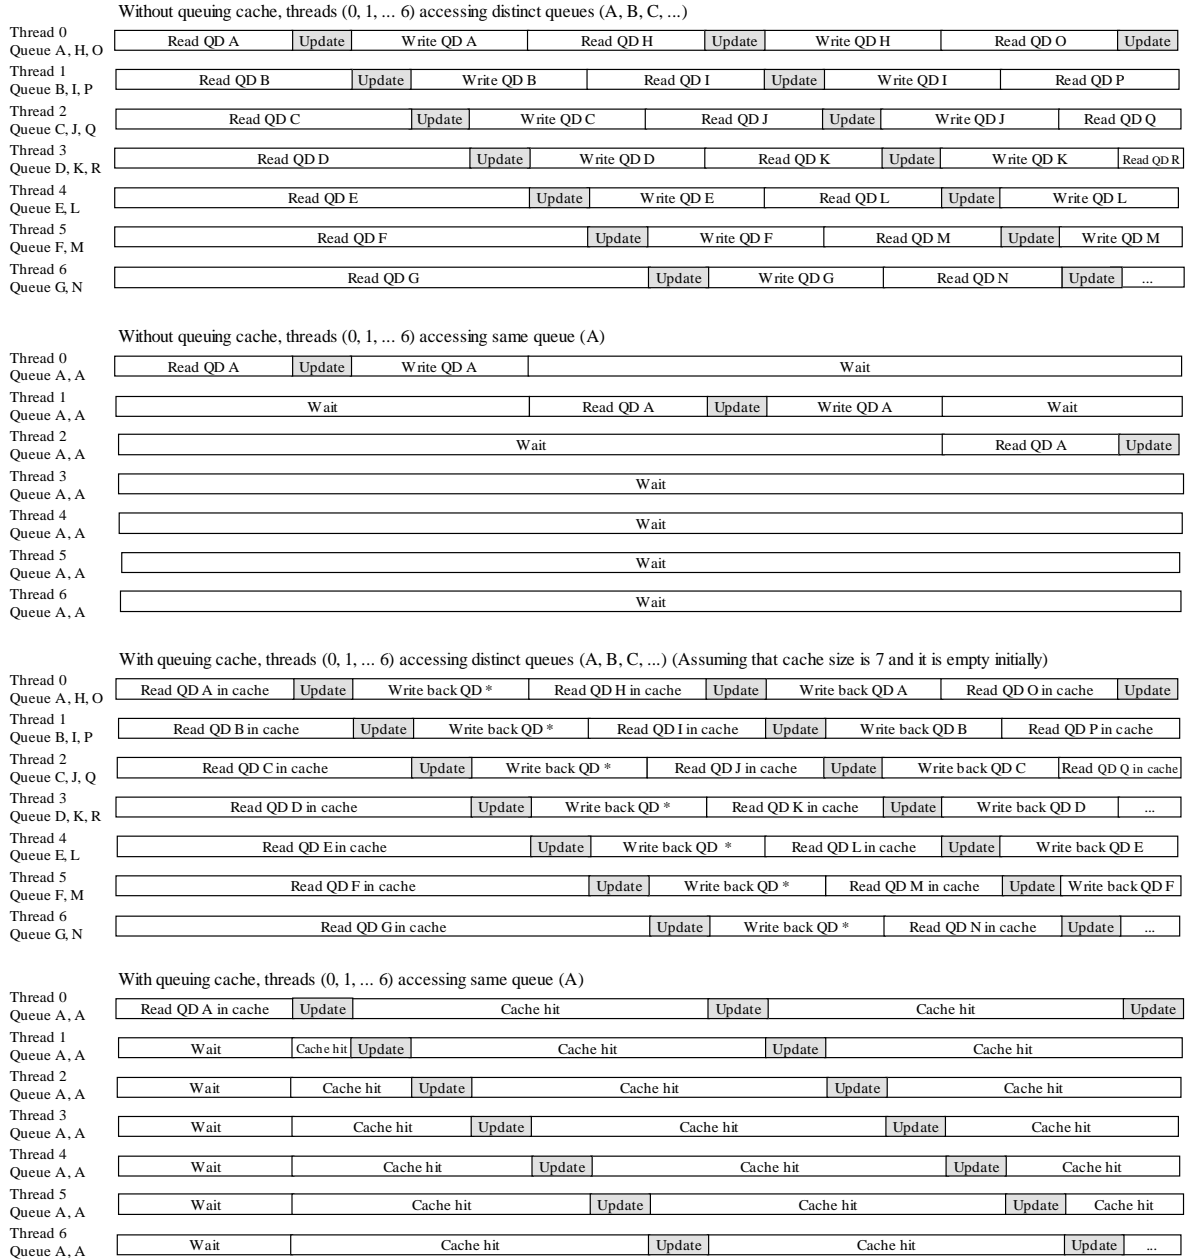 Without queuing cache, threads (0, 1, ... 6) accessing distinct queues (A, B, C, ...)
Thread 0
Queue A, H, O
Read QD A Update Write QD A Read QD H Update Write QD H Read QD O Update
Thread 1
Queue B, I, P
Read QD B Update Write QD B Read QD I Update Write QD I Read QD P
Thread 2
Queue C, J, Q
Read QD C Update Write QD C Read QD J Update Write QD J Read QD Q
Thread 3
Queue D, K, R
Read QD D Update Write QD D Read QD K Update Write QD K Read QD R
Thread 4
Queue E, L
Read QD E Update Write QD E Read QD L Update Write QD L
Thread 5
Queue F, M
Read QD F Update Write QD F Read QD M Update Write QD M
Thread 6
Queue G, N
Read QD G Update Write QD G Read QD N Update ...
Without queuing cache, threads (0, 1, ... 6) accessing same queue (A)
Thread 0
Queue A, A
Read QD A Update Write QD A Wait
Thread 1
Queue A, A
Wait Read QD A Update Write QD A Wait
Thread 2
Queue A, A
Wait Read QD A Update
Thread 3
Queue A, A
Wait
Thread 4
Queue A, A
Wait
Thread 5
Queue A, A
Wait
Thread 6
Queue A, A
Wait
With queuing cache, threads (0, 1, ... 6) accessing distinct queues (A, B, C, ...) (Assuming that cache size is 7 and it is empty initially)
Thread 0
Queue A, H, O
Read QD A in cache Update Write back QD * Read QD H in cache Update Write back QD A Read QD O in cache Update
Thread 1
Queue B, I, P
Read QD B in cache Update Write back QD * Read QD I in cache Update Write back QD B Read QD P in cache
Thread 2
Queue C, J, Q
Read QD C in cache Update Write back QD * Read QD J in cache Update Write back QD C Read QD Q in cache
Thread 3
Queue D, K, R
Read QD D in cache Update Write back QD * Read QD K in cache Update Write back QD D ...
Thread 4
Queue E, L
Read QD E in cache Update Write back QD * Read QD L in cache Update Write back QD E
Thread 5
Queue F, M
Read QD F in cache Update Write back QD * Read QD M in cache Update Write back QD F
Thread 6
Queue G, N
Read QD G in cache Update Write back QD * Read QD N in cache Update ...
With queuing cache, threads (0, 1, ... 6) accessing same queue (A)
Thread 0
Queue A, A
Read QD A in cache Update Cache hit Update Cache hit Update
Thread 1
Queue A, A
Wait Cache hit Update Cache hit Update Cache hit
Thread 2
Queue A, A
Wait Cache hit Update Cache hit Update Cache hit
Thread 3
Queue A, A
Wait Cache hit Update Cache hit Update Cache hit
Thread 4
Queue A, A
Wait Cache hit Update Cache hit Update Cache hit
Thread 5
Queue A, A
Wait Cache hit Update Cache hit Update Cache hit
Thread 6
Queue A, A
Wait Cache hit Update Cache hit Update ...